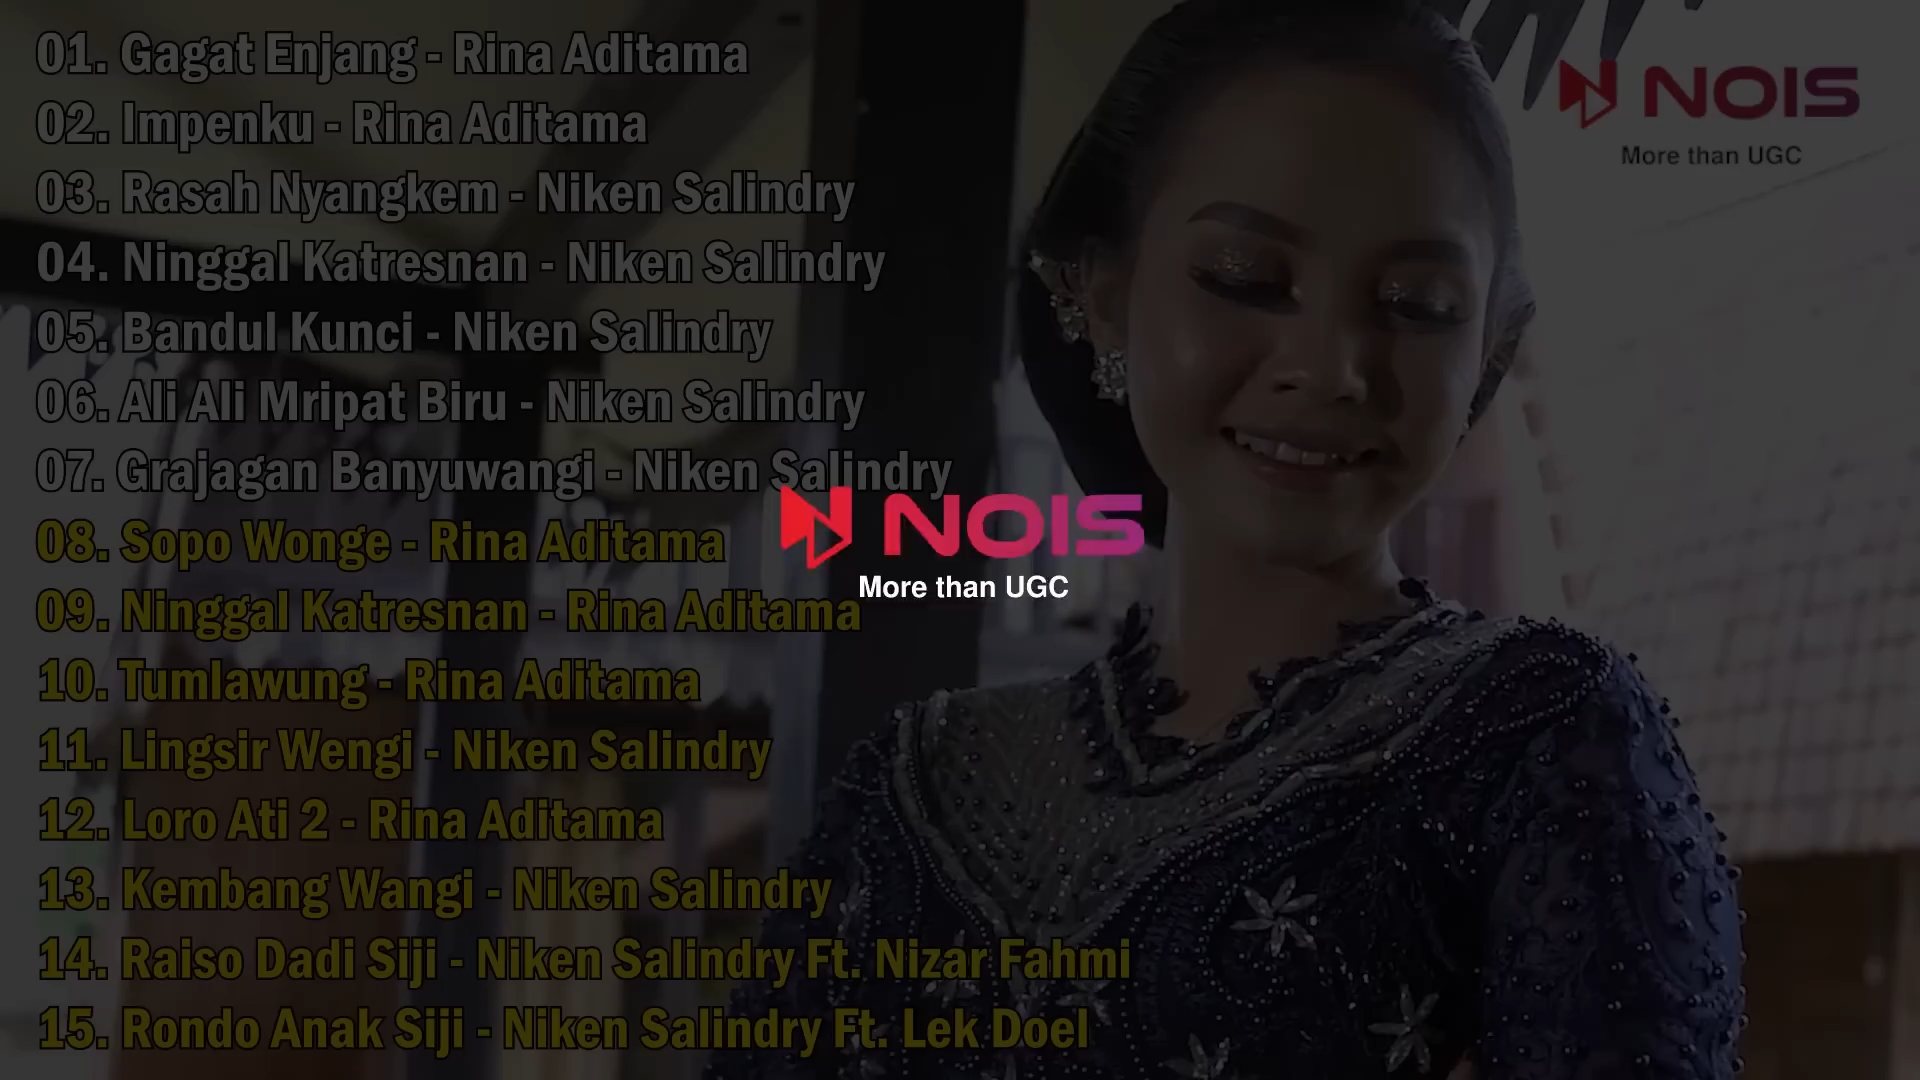 01. Gagat Enjang - Rina Aditama
02. Impenku - Rina Aditama
03. Rasah Nyangkem - Niken Salindry
04. Ninggal Katresnan - Niken Salindry
05. Bandul Kunci - Niken Salindry
06. Ali Ali Mripat Biru - Niken Salindry
07. Grajagan Banyuwangi - Niken Salindry
08. Sopo Wonge - Rina Aditama
09. Ninggal Katresnan - Rina Aditama
10. Tumlawung - Rina Aditama
11. Lingsir Wengi - Niken Salindry
12. Loro Ati 2 - Rina Aditama
13. Kembang Wangi - Niken Salindry
14. Raiso Dadi Siji - Niken Salindry Ft. Nizar Fahmi
15. Rondo Anak Siji - Niken Salindry Ft. Lek Doel
NOIS
More than UGC
NOIS
More than UGC